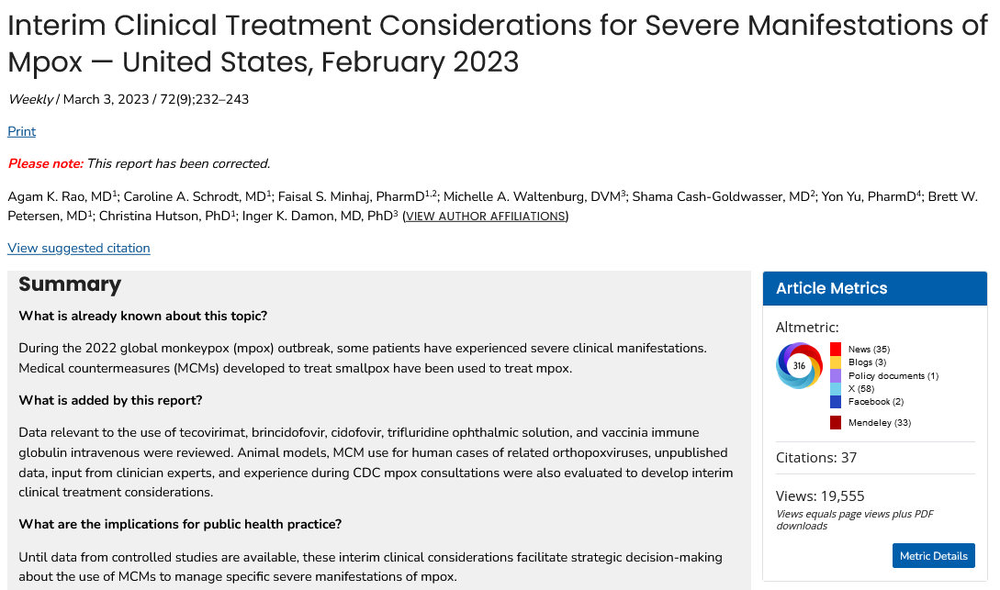 Interim Clinical Treatment Considerations for Severe Manifestations of
Mpox — United States, February 2023
Weekly / March 3, 2023 / 72(9);232–243
Print
Please note: This report has been corrected.
Agam K. Rao, MD1; Caroline A. Schrodt, MD1; Faisal S. Minhaj, PharmD1,2; Michelle A. Waltenburg, DVM3; Shama Cash-Goldwasser, MD2; Yon Yu, PharmD4; Brett W.
Petersen, MD1; Christina Hutson, PhD1; Inger K. Damon, MD, PhD3 (VIEW AUTHOR AFFILIATIONS)
View suggested citation
Summary
What is already known about this topic?
During the 2022 global monkeypox (mpox) outbreak, some patients have experienced severe clinical manifestations.
Medical countermeasures (MCMs) developed to treat smallpox have been used to treat mpox.
What is added by this report?
Data relevant to the use of tecovirimat, brincidofovir, cidofovir, trifluridine ophthalmic solution, and vaccinia immune
globulin intravenous were reviewed. Animal models, MCM use for human cases of related orthopoxviruses, unpublished
data, input from clinician experts, and experience during CDC mpox consultations were also evaluated to develop interim
clinical treatment considerations.
What are the implications for public health practice?
Until data from controlled studies are available, these interim clinical considerations facilitate strategic decision-making
about the use of MCMs to manage specific severe manifestations of mpox.
Article Metrics
Altmetric:
316
News (35)
Blogs (3)
Policy documents (1)
X (58)
Facebook (2)
Mendeley (33)
Citations: 37
Views: 19,555
Views equals page views plus PDF
downloads
Metric Details